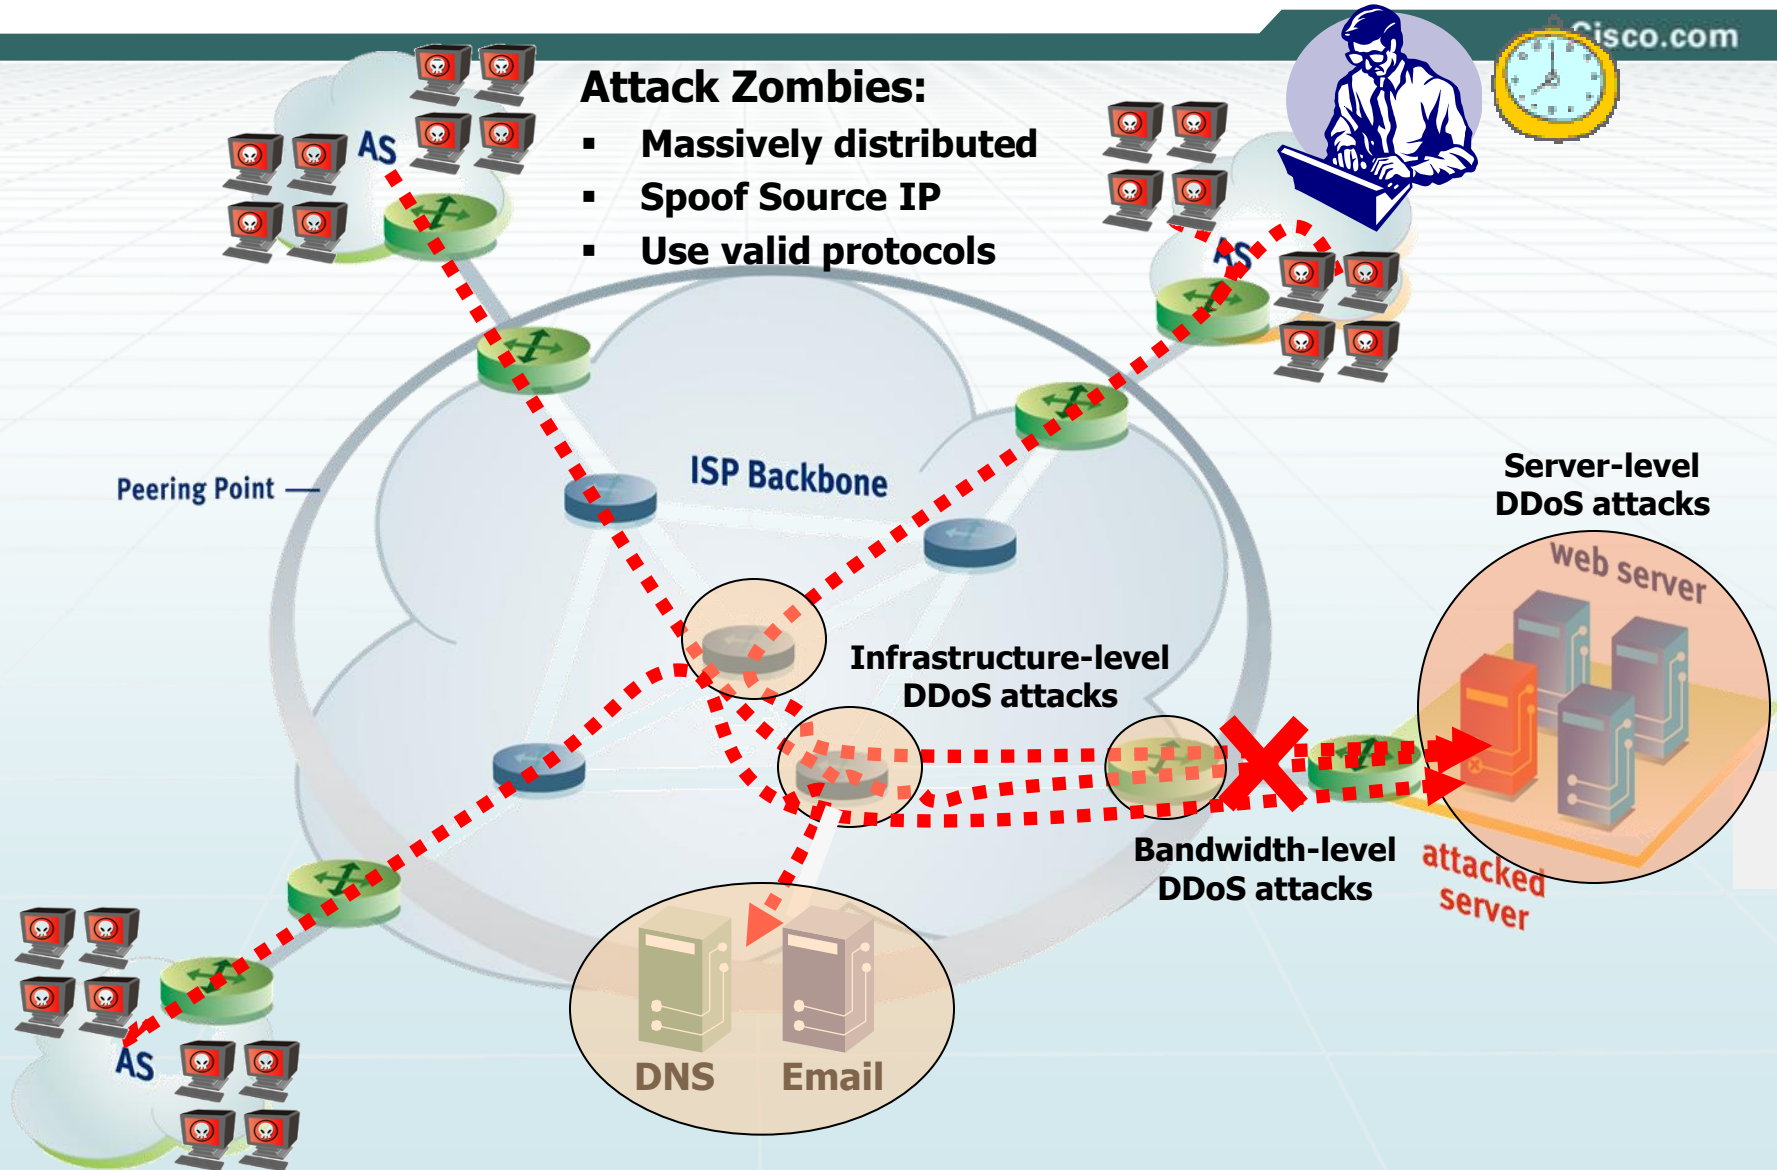 Cisco.com
Attack Zombies:
▪ Massively distributed
▪ Spoof Source IP
▪ Use valid protocols
AS
AS
ISP Backbone
Peering Point
Server-level
DDoS attacks
web server
Infrastructure-level
DDoS attacks
Bandwidth-level
DDoS attacks
attacked
server
AS
DNS
Email